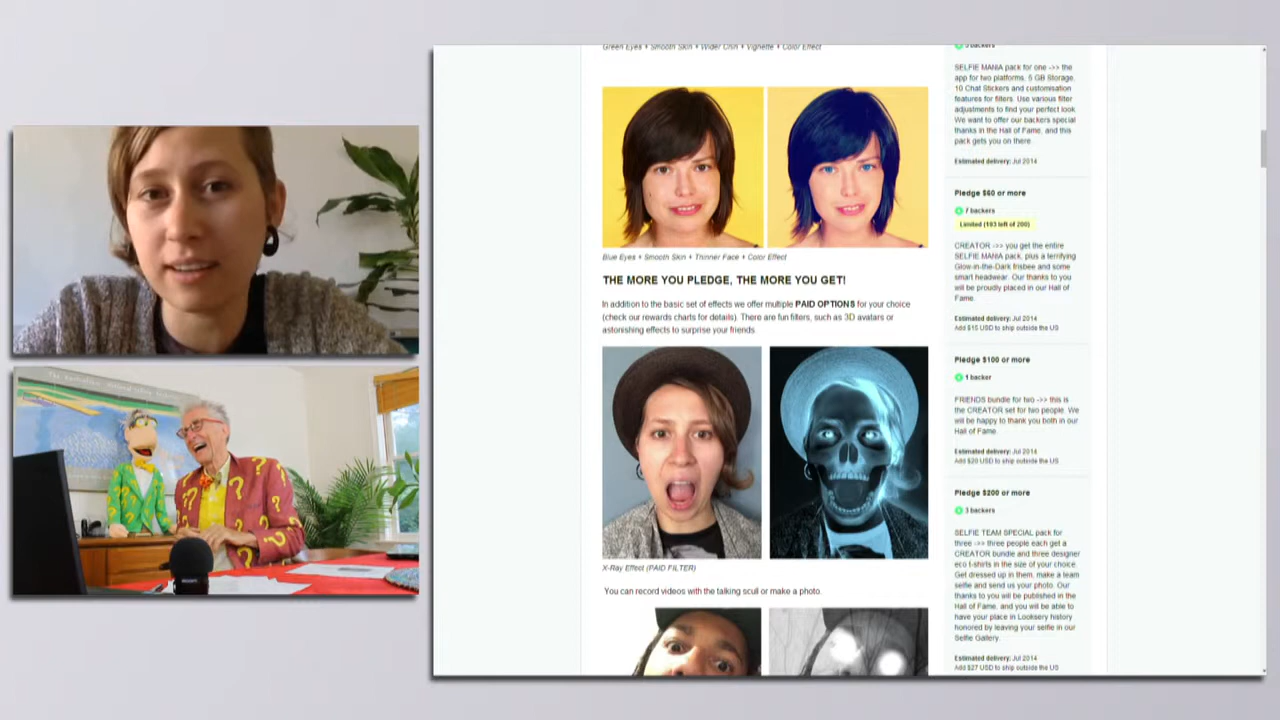 Green Eyes + Smooth Skin + Wider Chin + Vignette + Color Effect
Blue Eyes + Smooth Skin + Thinner Face + Color Effect
THE MORE YOU PLEDGE, THE MORE YOU GET!
In addition to the basic set of effects we offer multiple PAID OPTIONS for your choice
(check our rewards charts for details). There are fun filters, such as 3D avatars or
astonishing effects to surprise your friends
X-Ray Effect (PAID FILTER)
You can record videos with the talking scull or make a photo.
backers
SELFIE MANIA pack for one ->> the
app for two platforms, 5 GB Storage,
10 Chat Stickers and customisation
features for filters. Use various filter
adjustments to find your perfect look.
We want to offer our backers special
thanks in the Hall of Fame, and this
pack gets you on there.
Estimated delivery: Jul 2014
Pledge $60 or more
7 backers
Limited (193 left of 200)
CREATOR ->> you get the entire
SELFIE MANIA pack, plus a terrifying
Glow-in-the-Dark frisbee and some
smart headwear. Our thanks to you
will be proudly placed in our Hall of
Fame.
Estimated delivery: Jul 2014
Add $15 USD to ship outside the US
Pledge $100 or more
1 backer
FRIENDS bundle for two ->> this is
the CREATOR set for two people. We
will be happy to thank you both in our
Hall of Fame.
Estimated delivery: Jul 2014
Add $20 USD to ship outside the US
Pledge $200 or more
3 backers
SELFIE TEAM SPECIAL pack for
three ->> three people each get a
CREATOR bundle and three designer
eco t-shirts in the size of your choice.
Get dressed up in them, make a team
selfie and send us your photo. Our
thanks to you will be published in the
Hall of Fame, and you will be able to
have your place in Looksery history
honored by leaving your selfie in our
Selfie Gallery.
Estimated delivery: Jul 2014
Add $27 USD to ship outside the US